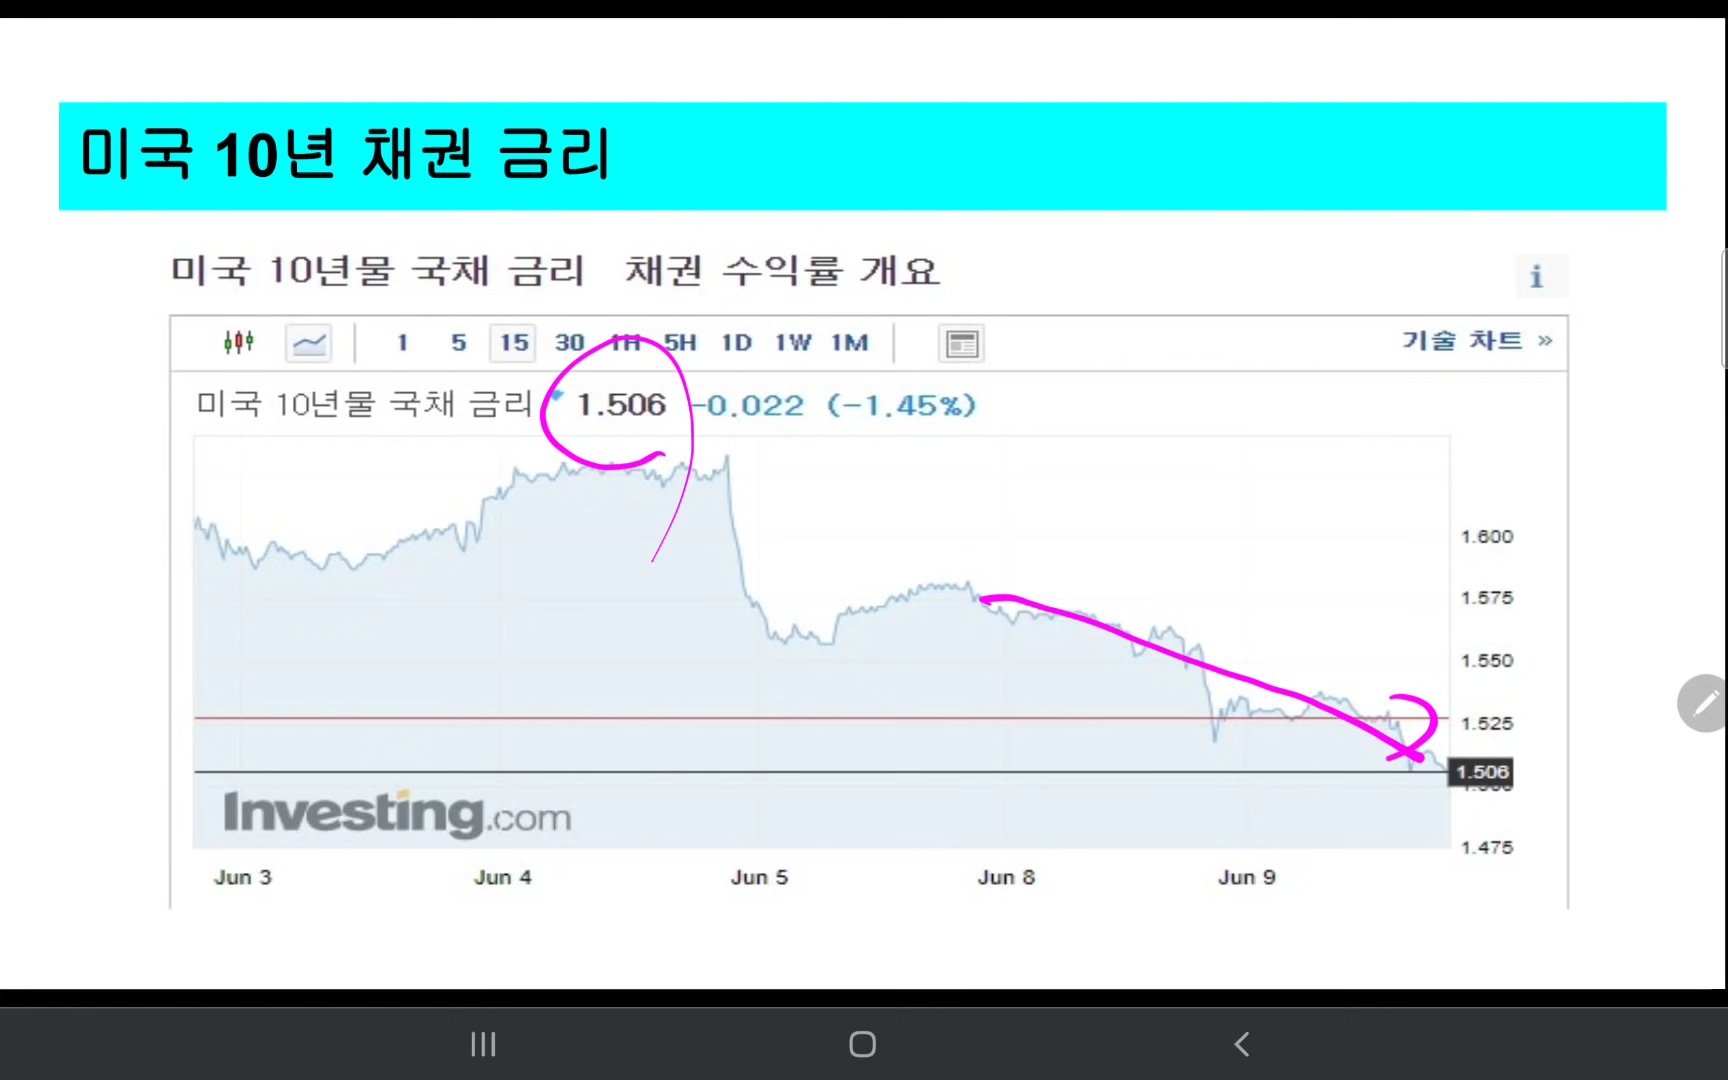 미국 10년 채권 금리
미국 10년물 국채 금리 채권 수익률 개요
i
1 5 15 30 1H 5H 1D 1W 1M 기술 차트 »
미국 10년물 국채 금리 1.506 -0.022 (-1.45%)
1.600
1.575
1.550
1.525
1.506
1.475
Investing.com
Jun 3 Jun 4 Jun 5 Jun 8 Jun 9